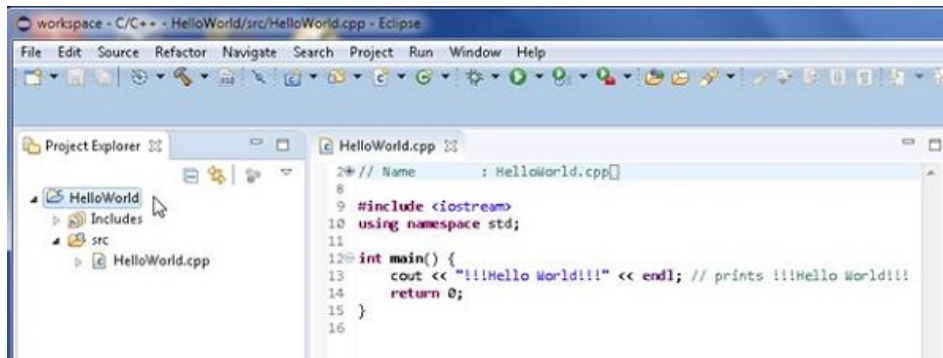 workspace - C/C++ - HelloWorld/src/HelloWorld.cpp - Eclipse
File Edit Source Refactor Navigate Search Project Run Window Help
Project Explorer
HelloWorld
Includes
src
HelloWorld.cpp
HelloWorld.cpp
2 // Name : HelloWorld.cpp
8
9 #include <iostream>
10 using namespace std;
11
12 int main() {
13 cout << "!!!Hello World!!!" << endl; // prints !!!Hello World!!!
14 return 0;
15 }
16